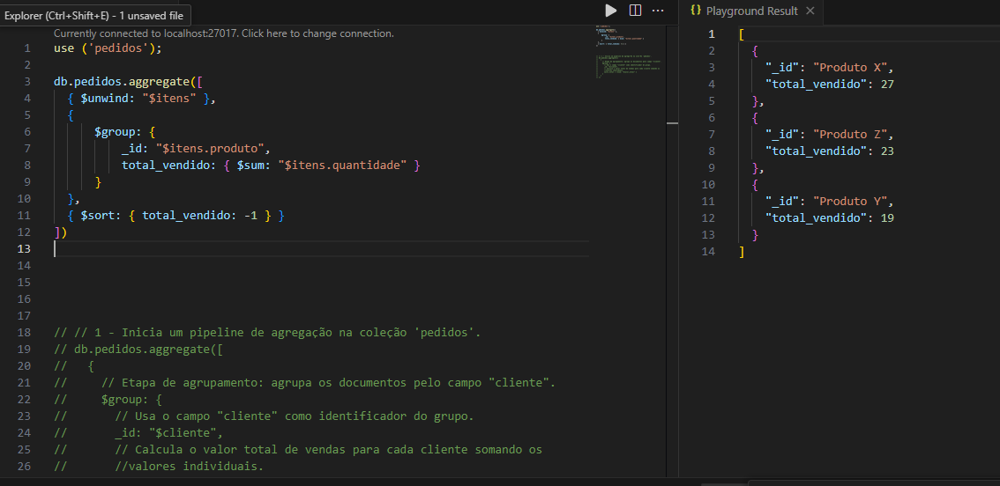 Explorer (Ctrl+Shift+E) - 1 unsaved file
Currently connected to localhost:27017. Click here to change connection.
1 use ('pedidos');
2
3 db.pedidos.aggregate([
4 { $unwind: "$itens" },
5 {
6 $group: {
7 _id: "$itens.produto",
8 total_vendido: { $sum: "$itens.quantidade" }
9 }
10 },
11 { $sort: { total_vendido: -1 } }
12 ])
13
14
15
16
17
18 // // 1 - Inicia um pipeline de agregação na coleção 'pedidos'.
19 // db.pedidos.aggregate([
20 // {
21 // // Etapa de agrupamento: agrupa os documentos pelo campo "cliente".
22 // $group: {
23 // // Usa o campo "cliente" como identificador do grupo.
24 // _id: "$cliente",
25 // // Calcula o valor total de vendas para cada cliente somando os
26 // //valores individuais.
{} Playground Result
1 [
2 {
3 "_id": "Produto X",
4 "total_vendido": 27
5 },
6 {
7 "_id": "Produto Z",
8 "total_vendido": 23
9 },
10 {
11 "_id": "Produto Y",
12 "total_vendido": 19
13 }
14 ]